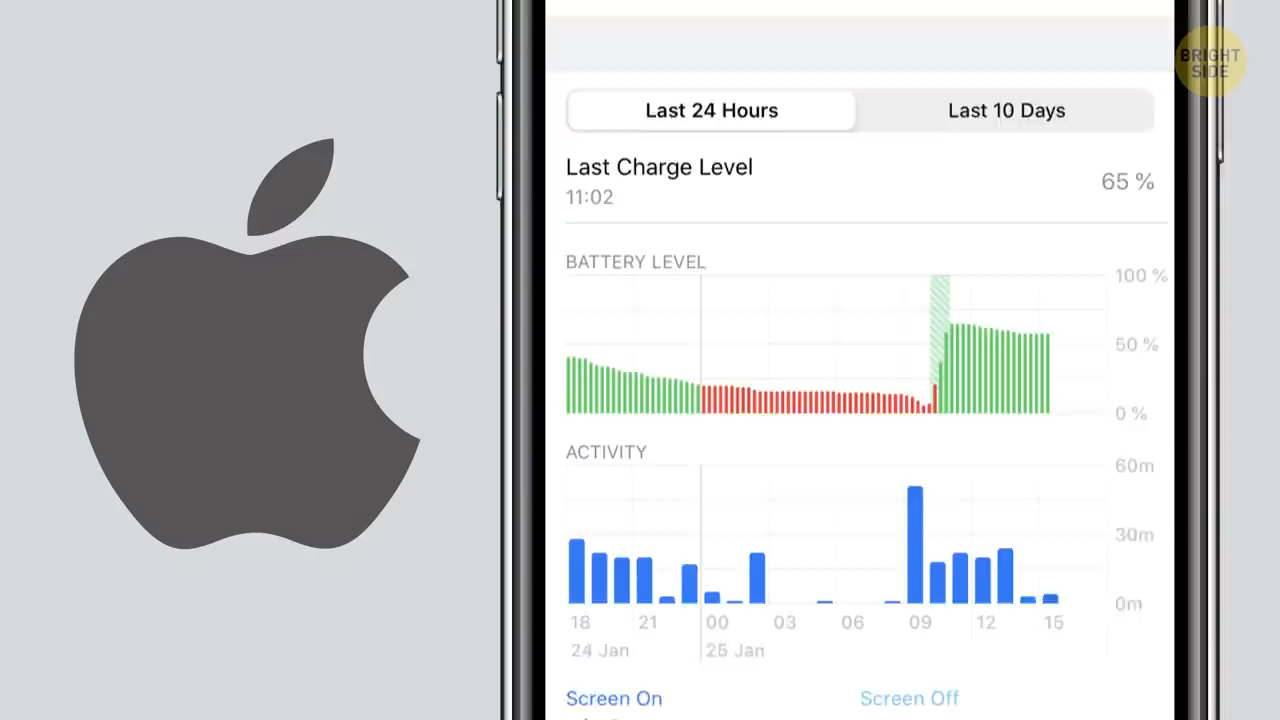 BRIGHT
SIDE
Last 24 Hours
Last 10 Days
Last Charge Level
11:02
65 %
BATTERY LEVEL
100 %
50 %
0 %
ACTIVITY
60m
30m
0m
18 21 00 03 06 09 12 15
24 Jan 25 Jan
Screen On Screen Off